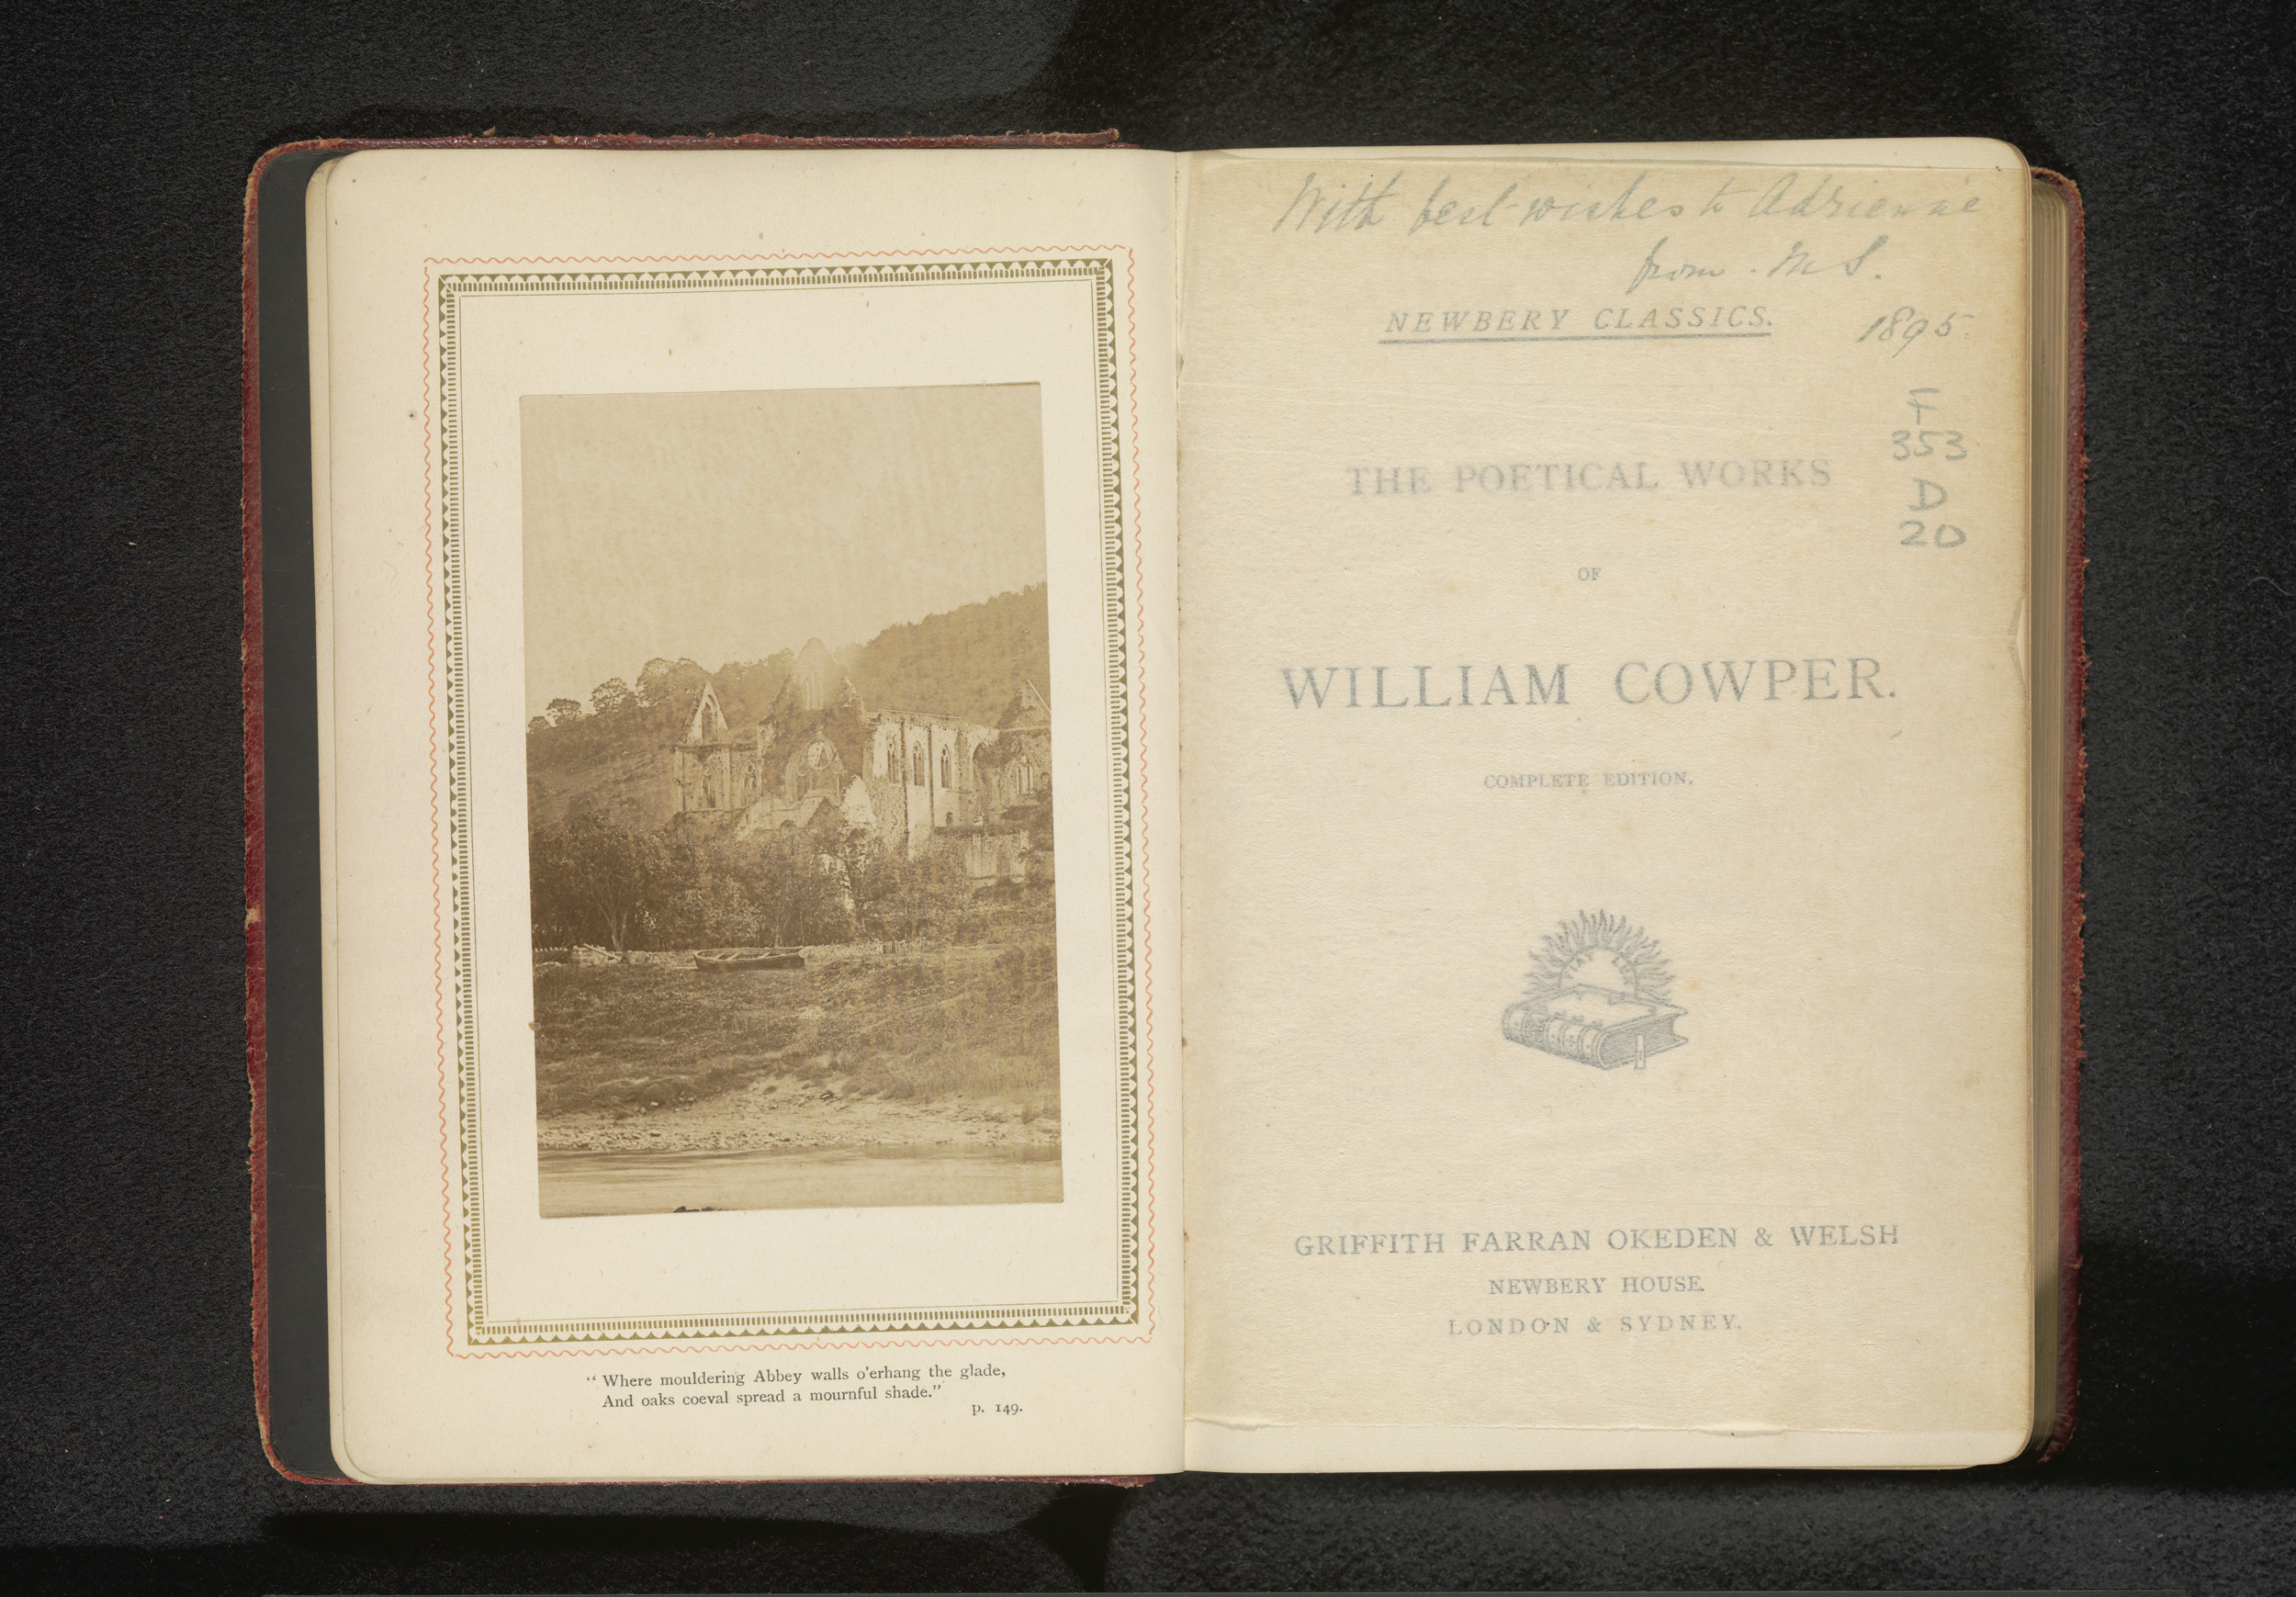 “ Where mouldering Abbey walls o'erhang the glade,
And oaks coeval spread a mournful shade.”
p. 149.
With best wishes to Adrienne
from . M S.
1895.
NEWBERY CLASSICS.
F
353
D
20
THE POETICAL WORKS
OF
WILLIAM COWPER.
COMPLETE EDITION.
GRIFFITH FARRAN OKEDEN & WELSH
NEWBERY HOUSE.
LONDON & SYDNEY.